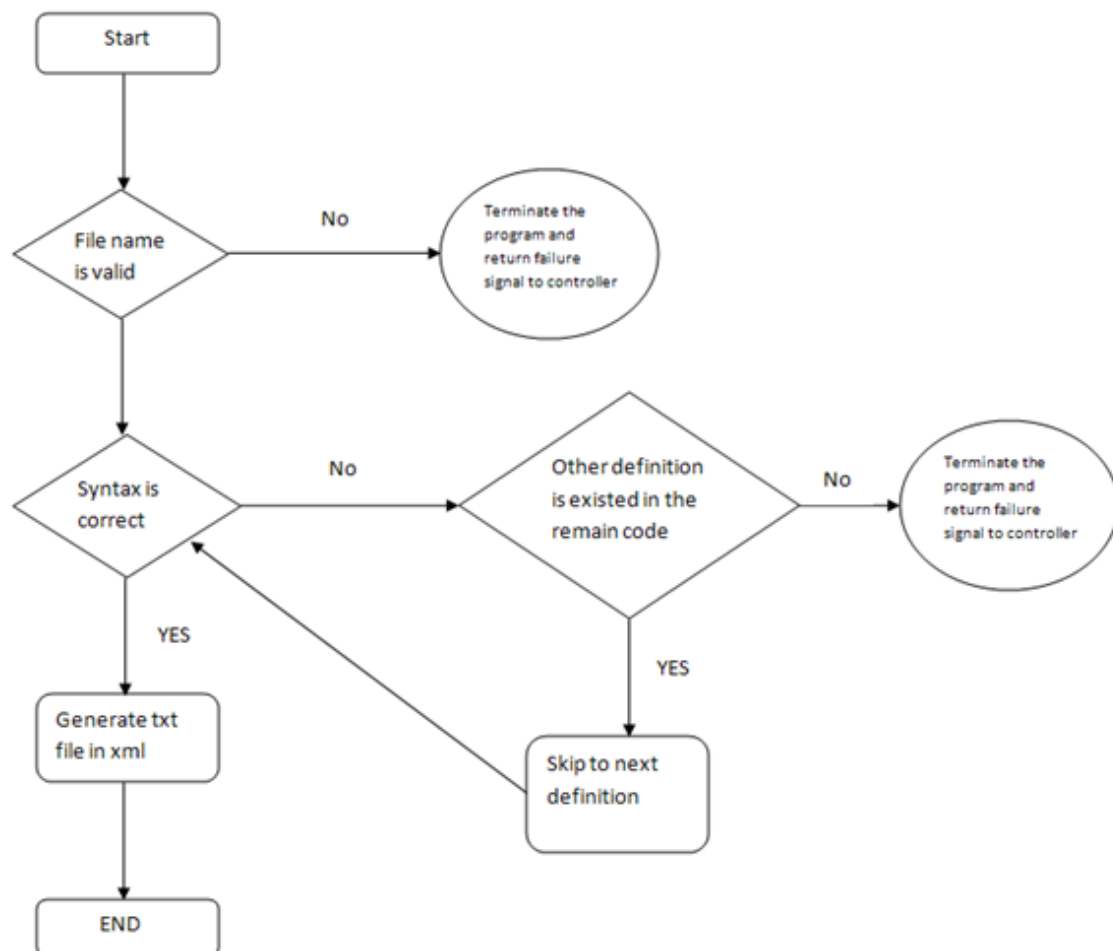 Start
No
File name
is valid
Terminate the
program and
return failure
signal to controller
No
Syntax is
correct
Other definition
is existed in the
remain code
No
Terminate the
program and
return failure
signal to controller
YES
YES
Generate txt
file in xml
Skip to next
definition
END